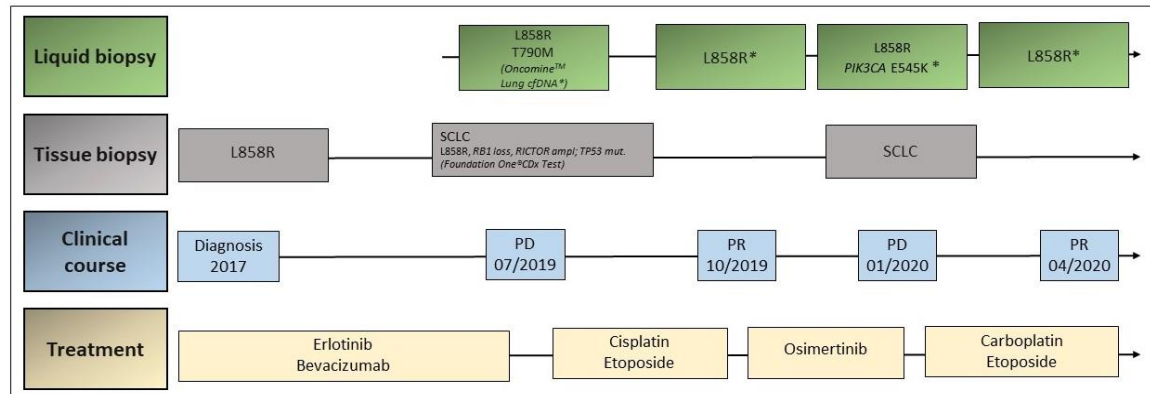 Liquid biopsy
L858R
T790M
(Oncomine™
Lung cfDNA*)
L858R*
L858R
PIK3CA E545K *
L858R*
Tissue biopsy
L858R
SCLC
L858R, RB1 loss, RICTOR ampl; TP53 mut.
(Foundation One®CDx Test)
SCLC
Clinical
course
Diagnosis
2017
PD
07/2019
PR
10/2019
PD
01/2020
PR
04/2020
Treatment
Erlotinib
Bevacizumab
Cisplatin
Etoposide
Osimertinib
Carboplatin
Etoposide